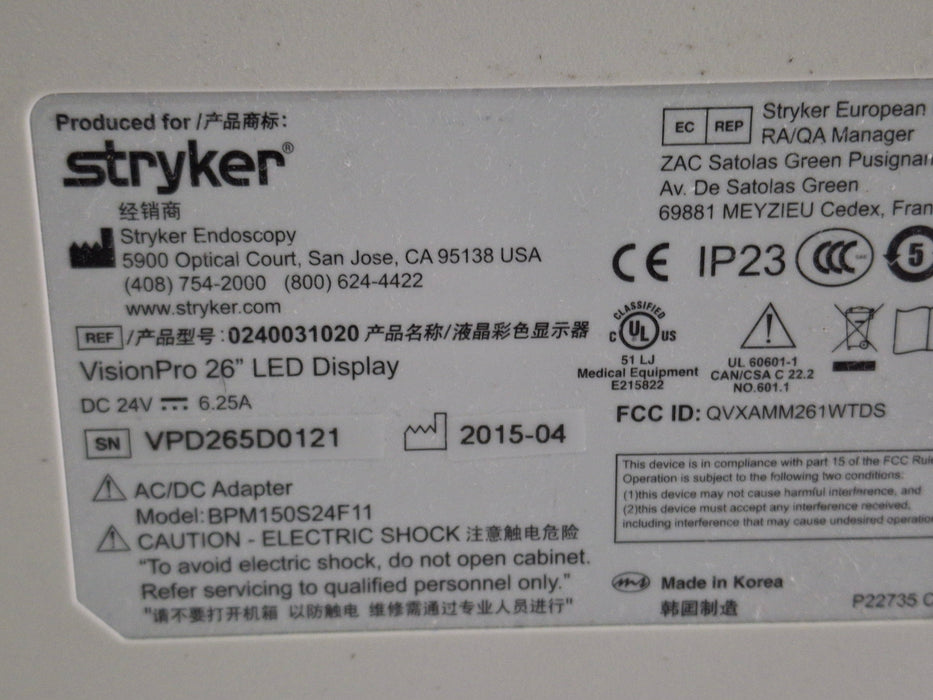 Produced for /产品商标:
stryker®
经销商
Stryker Endoscopy
5900 Optical Court, San Jose, CA 95138 USA
(408) 754-2000 (800) 624-4422
www.stryker.com
REF /产品型号: 0240031020 产品名称/液晶彩色显示器
VisionPro 26" LED Display
DC 24V 6.25A
SN VPD265D0121 2015-04
AC/DC Adapter
Model:BPM150S24F11
CAUTION - ELECTRIC SHOCK 注意触电危险
"To avoid electric shock, do not open cabinet.
Refer servicing to qualified personnel only."
"请不要打开机箱 以防触电 维修需通过专业人员进行"
EC REP Stryker European
RA/QA Manager
ZAC Satolas Green Pusignan
Av. De Satolas Green
69881 MEYZIEU Cedex, Fran
CE IP23 CCC 5
CLASSIFIED
C UL US
51 LJ
Medical Equipment
E215822
UL 60601-1
CAN/CSA C 22.2
NO.601.1
FCC ID: QVXAMM261WTDS
This device is in compliance with part 15 of the FCC Rule
Operation is subject to the following two conditions:
(1)this device may not cause harmful interference, and
(2)this device must accept any interference received,
including interference that may cause undesired operation
Made in Korea
韩国制造
P22735 C